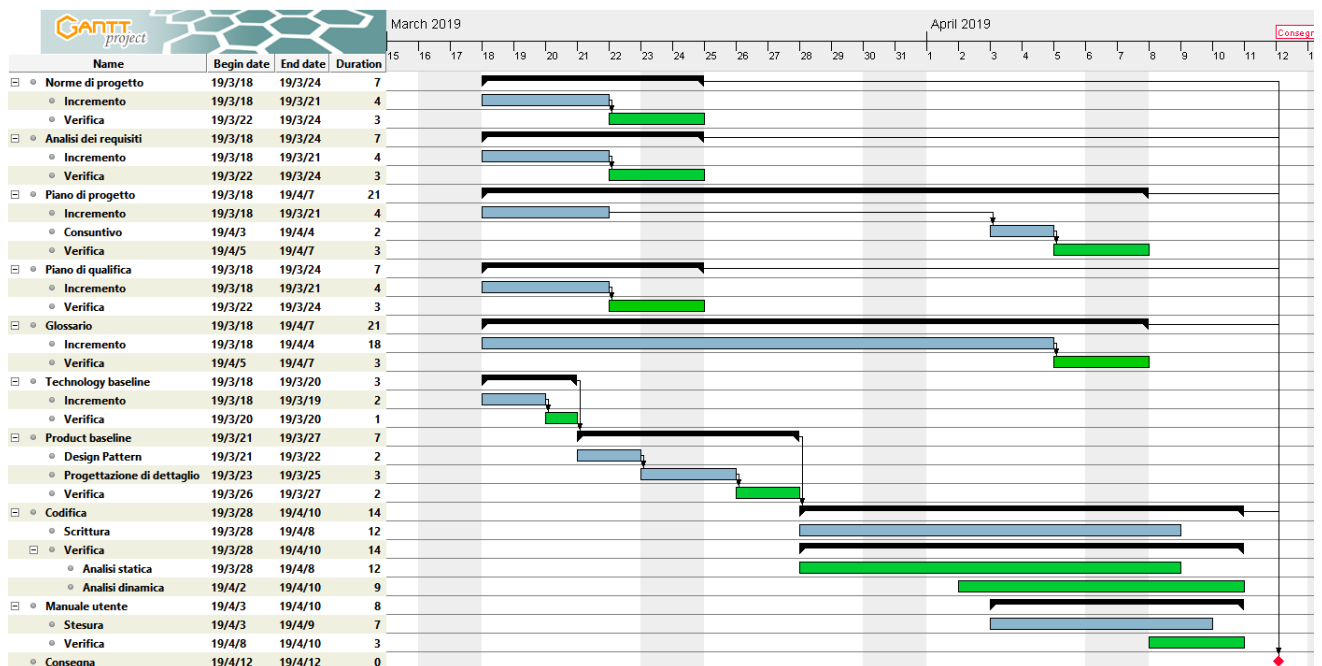 GANTT
project
March 2019
April 2019
Consegn
15 16 17 18 19 20 21 22 23 24 25 26 27 28 29 30 31 1 2 3 4 5 6 7 8 9 10 11 12 1
Name Begin date End date Duration
Norme di progetto 19/3/18 19/3/24 7
Incremento 19/3/18 19/3/21 4
Verifica 19/3/22 19/3/24 3
Analisi dei requisiti 19/3/18 19/3/24 7
Incremento 19/3/18 19/3/21 4
Verifica 19/3/22 19/3/24 3
Piano di progetto 19/3/18 19/4/7 21
Incremento 19/3/18 19/3/21 4
Consuntivo 19/4/3 19/4/4 2
Verifica 19/4/5 19/4/7 3
Piano di qualifica 19/3/18 19/3/24 7
Incremento 19/3/18 19/3/21 4
Verifica 19/3/22 19/3/24 3
Glossario 19/3/18 19/4/7 21
Incremento 19/3/18 19/4/4 18
Verifica 19/4/5 19/4/7 3
Technology baseline 19/3/18 19/3/20 3
Incremento 19/3/18 19/3/19 2
Verifica 19/3/20 19/3/20 1
Product baseline 19/3/21 19/3/27 7
Design Pattern 19/3/21 19/3/22 2
Progettazione di dettaglio 19/3/23 19/3/25 3
Verifica 19/3/26 19/3/27 2
Codifica 19/3/28 19/4/10 14
Scrittura 19/3/28 19/4/8 12
Verifica 19/3/28 19/4/10 14
Analisi statica 19/3/28 19/4/8 12
Analisi dinamica 19/4/2 19/4/10 9
Manuale utente 19/4/3 19/4/10 8
Stesura 19/4/3 19/4/9 7
Verifica 19/4/8 19/4/10 3
Consegna 19/4/12 19/4/12 0